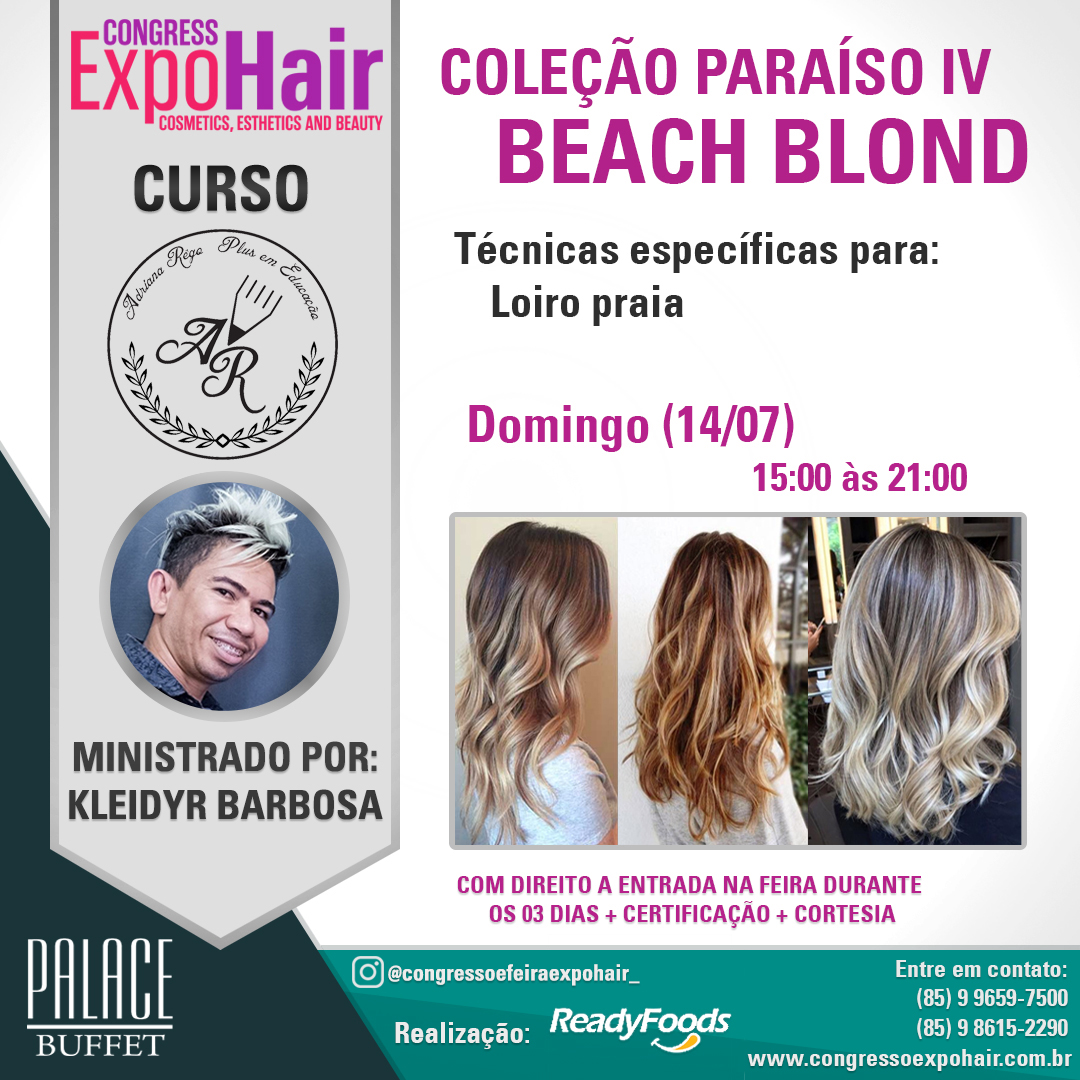 CONGRESS
ExpoHair
COSMETICS, ESTHETICS AND BEAUTY
CURSO
Adriana Rêgo Plus em Educação
AR
MINISTRADO POR:
KLEIDYR BARBOSA
COLEÇÃO PARAÍSO IV
BEACH BLOND
Técnicas específicas para:
Loiro praia
Domingo (14/07)
15:00 às 21:00
COM DIREITO A ENTRADA NA FEIRA DURANTE
OS 03 DIAS + CERTIFICAÇÃO + CORTESIA
PALACE
BUFFET
@congressoefeiraexpohair_
Realização: ReadyFoods
Entre em contato:
(85) 9 9659-7500
(85) 9 8615-2290
www.congressoexpohair.com.br